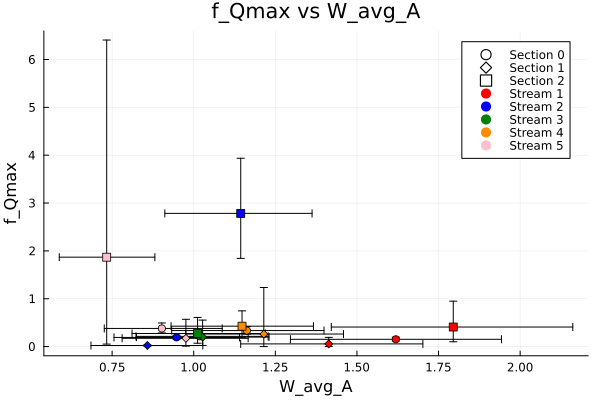 f_Qmax vs W_avg_A
f_Qmax
6
5
4
3
2
1
0
Section 0
Section 1
Section 2
Stream 1
Stream 2
Stream 3
Stream 4
Stream 5
0.75
1.00
1.25
1.50
1.75
2.00
W_avg_A